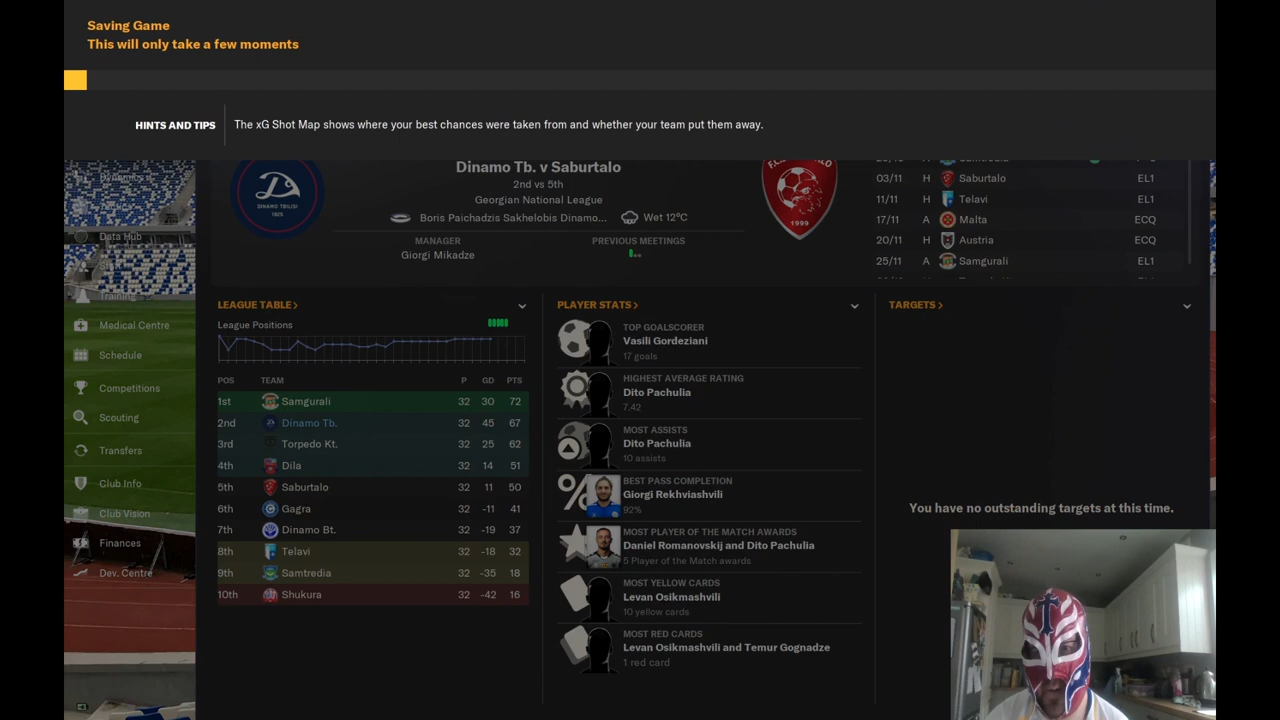 Saving Game
This will only take a few moments
HINTS AND TIPS
The xG Shot Map shows where your best chances were taken from and whether your team put them away.
Dynamics
Data Hub
Staff
Training
Medical Centre
Schedule
Competitions
Scouting
Transfers
Club Info
Club Vision
Finances
Dev. Centre
DINAMO TBILISI
1925
Dinamo Tb. v Saburtalo
2nd vs 5th
Georgian National League
Boris Paichadzis Sakhelobis Dinamo... Wet 12°C
MANAGER
Giorgi Mikadze
PREVIOUS MEETINGS
1999
H Samtredia
03/11 H Saburtalo EL1
11/11 H Telavi EL1
17/11 A Malta ECQ
20/11 H Austria ECQ
25/11 A Samgurali EL1
LEAGUE TABLE >
League Positions
POS TEAM P GD PTS
1st Samgurali 32 30 72
2nd Dinamo Tb. 32 45 67
3rd Torpedo Kt. 32 25 62
4th Dila 32 14 51
5th Saburtalo 32 11 50
6th Gagra 32 -11 41
7th Dinamo Bt. 32 -19 37
8th Telavi 32 -18 32
9th Samtredia 32 -35 18
10th Shukura 32 -42 16
PLAYER STATS >
TOP GOALSCORER
Vasili Gordeziani
17 goals
HIGHEST AVERAGE RATING
Dito Pachulia
7.42
MOST ASSISTS
Dito Pachulia
10 assists
BEST PASS COMPLETION
Giorgi Rekhviashvili
92%
MOST PLAYER OF THE MATCH AWARDS
Daniel Romanovskij and Dito Pachulia
5 Player of the Match awards
MOST YELLOW CARDS
Levan Osikmashvili
10 yellow cards
MOST RED CARDS
Levan Osikmashvili and Temur Gognadze
1 red card
TARGETS >
You have no outstanding targets at this time.